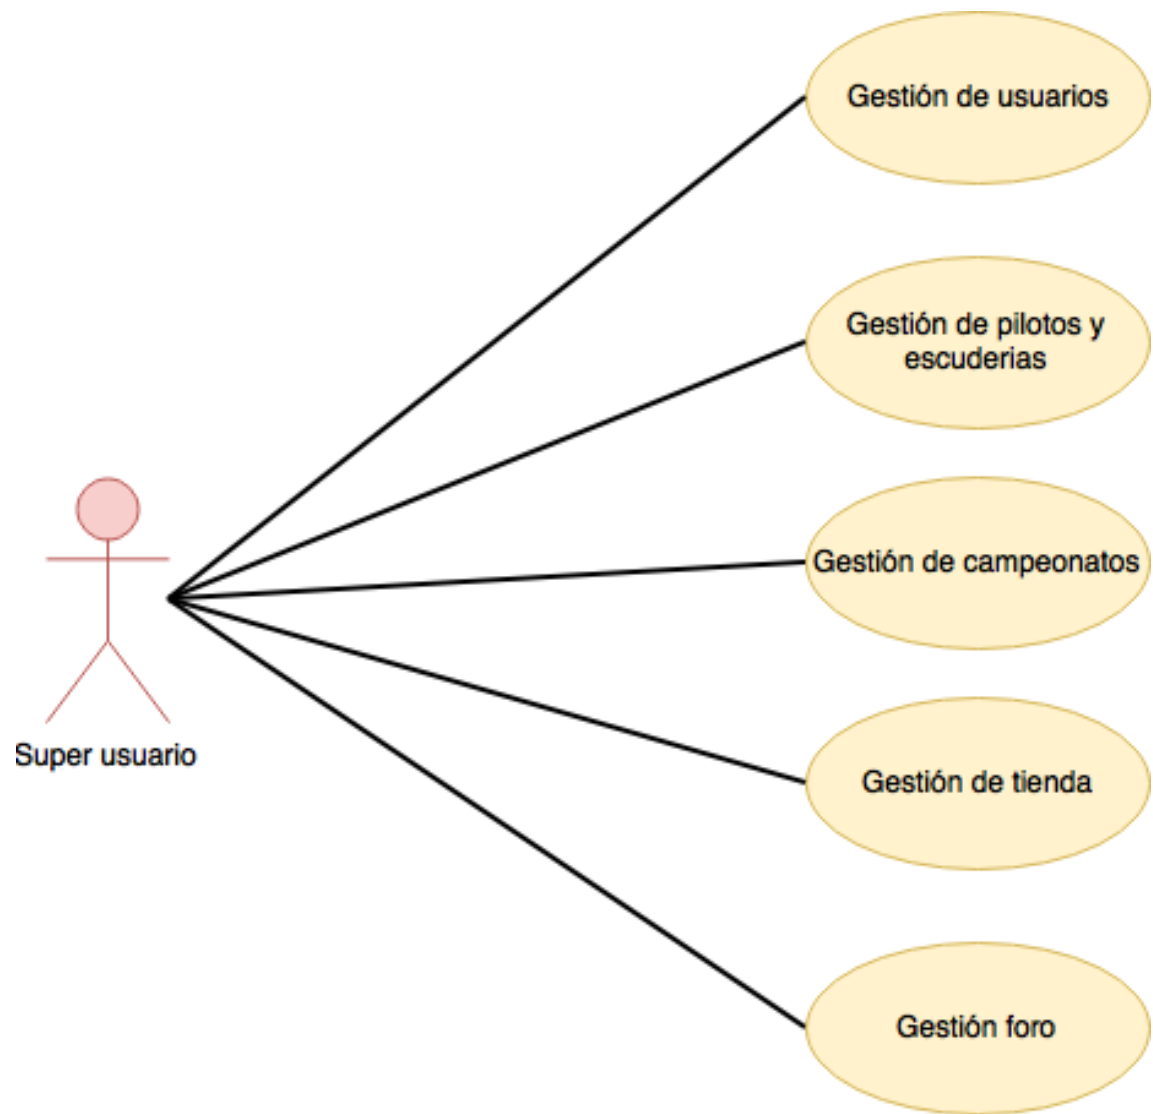 Gestión de usuarios
Gestión de pilotos y
escuderias
Gestión de campeonatos
Super usuario
Gestión de tienda
Gestión foro